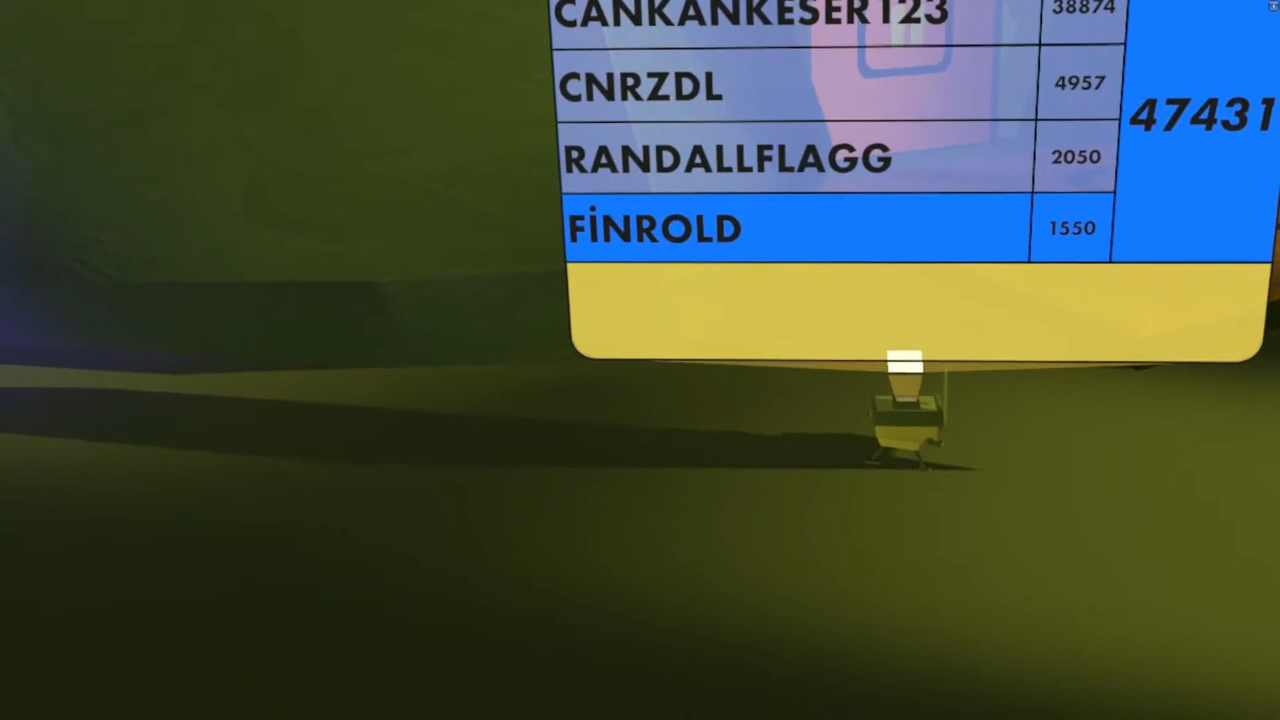 CANKANKESER123 38874
CNRZDL 4957
47431
RANDALLFLAGG 2050
FİNROLD 1550